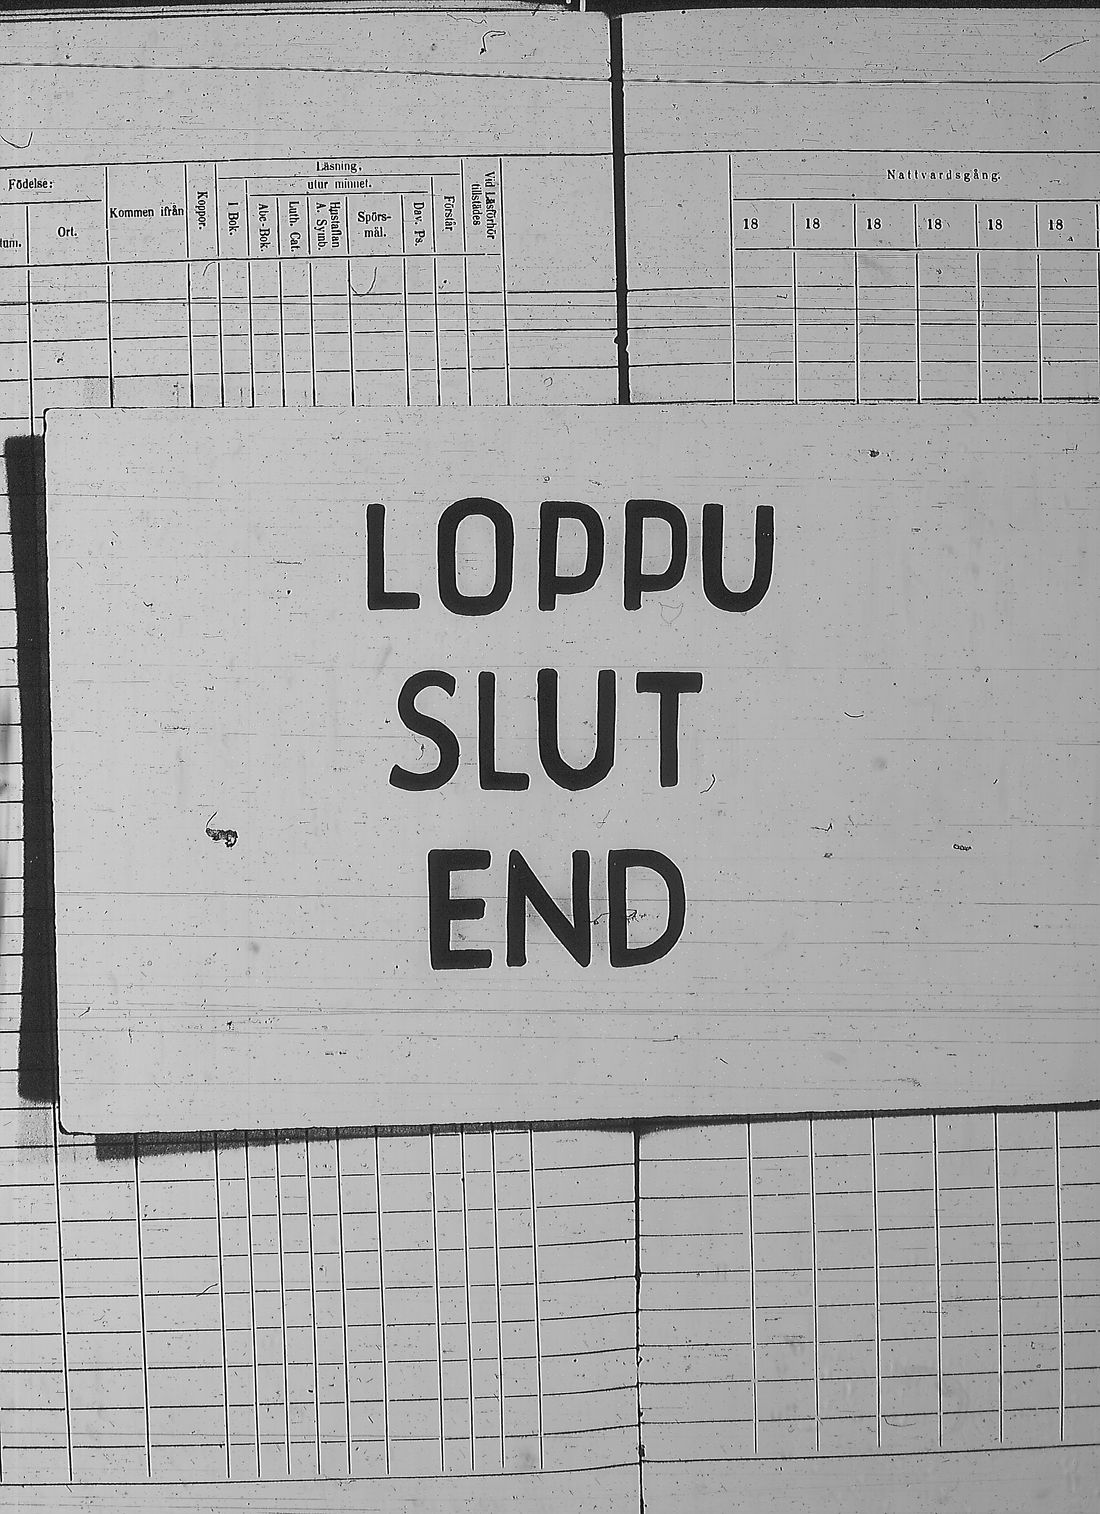 Läsning,
Födelse:
utur minnet.
Nattvardsgång.
Kommen ifrån
Koppor.
I Bok.
Abc-Bok.
Luth. Cat.
Hustaflan
A. Symb.
Spörs-
mål.
Dav. Ps.
Förstår
Vid Läsförhör
tillstädes
Ort.
18 18 18 18 18 18
LOPPU
SLUT
END